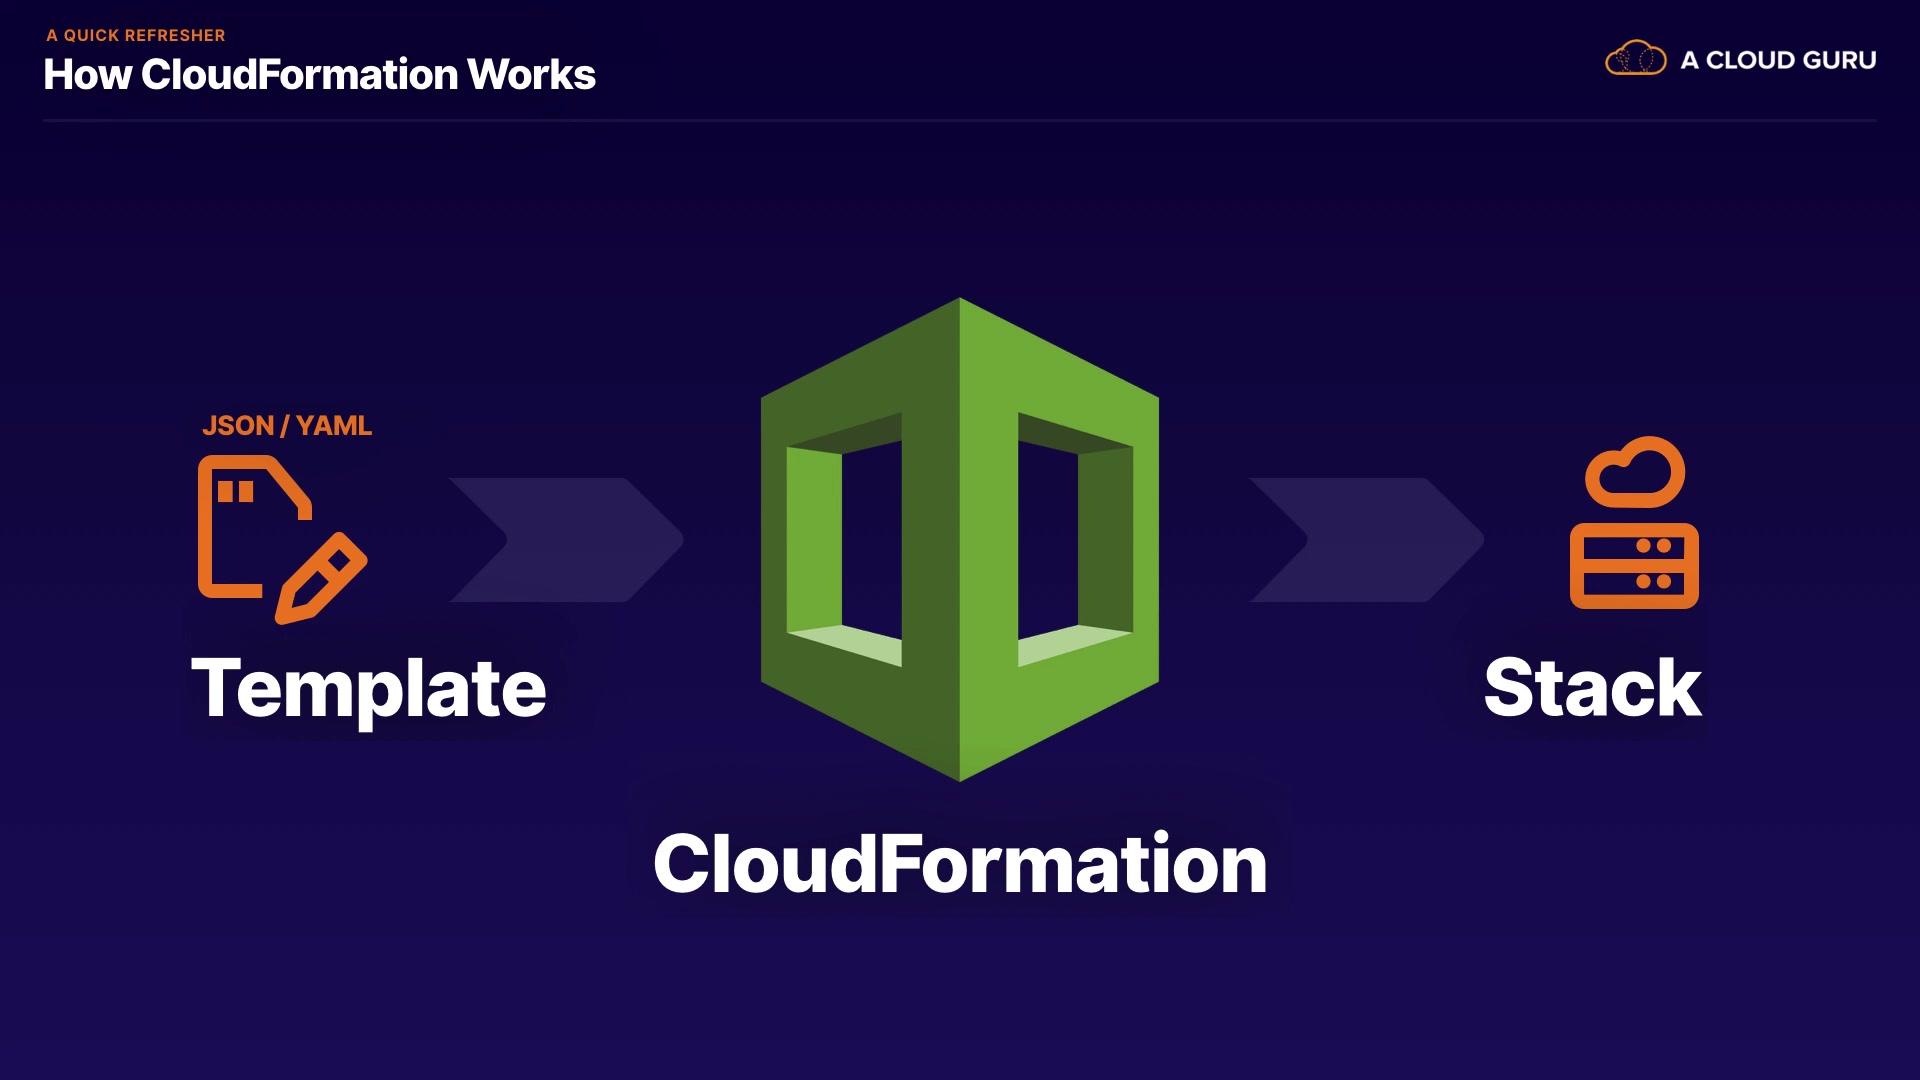 A QUICK REFRESHER
How CloudFormation Works
A CLOUD GURU
JSON / YAML
Template
CloudFormation
Stack